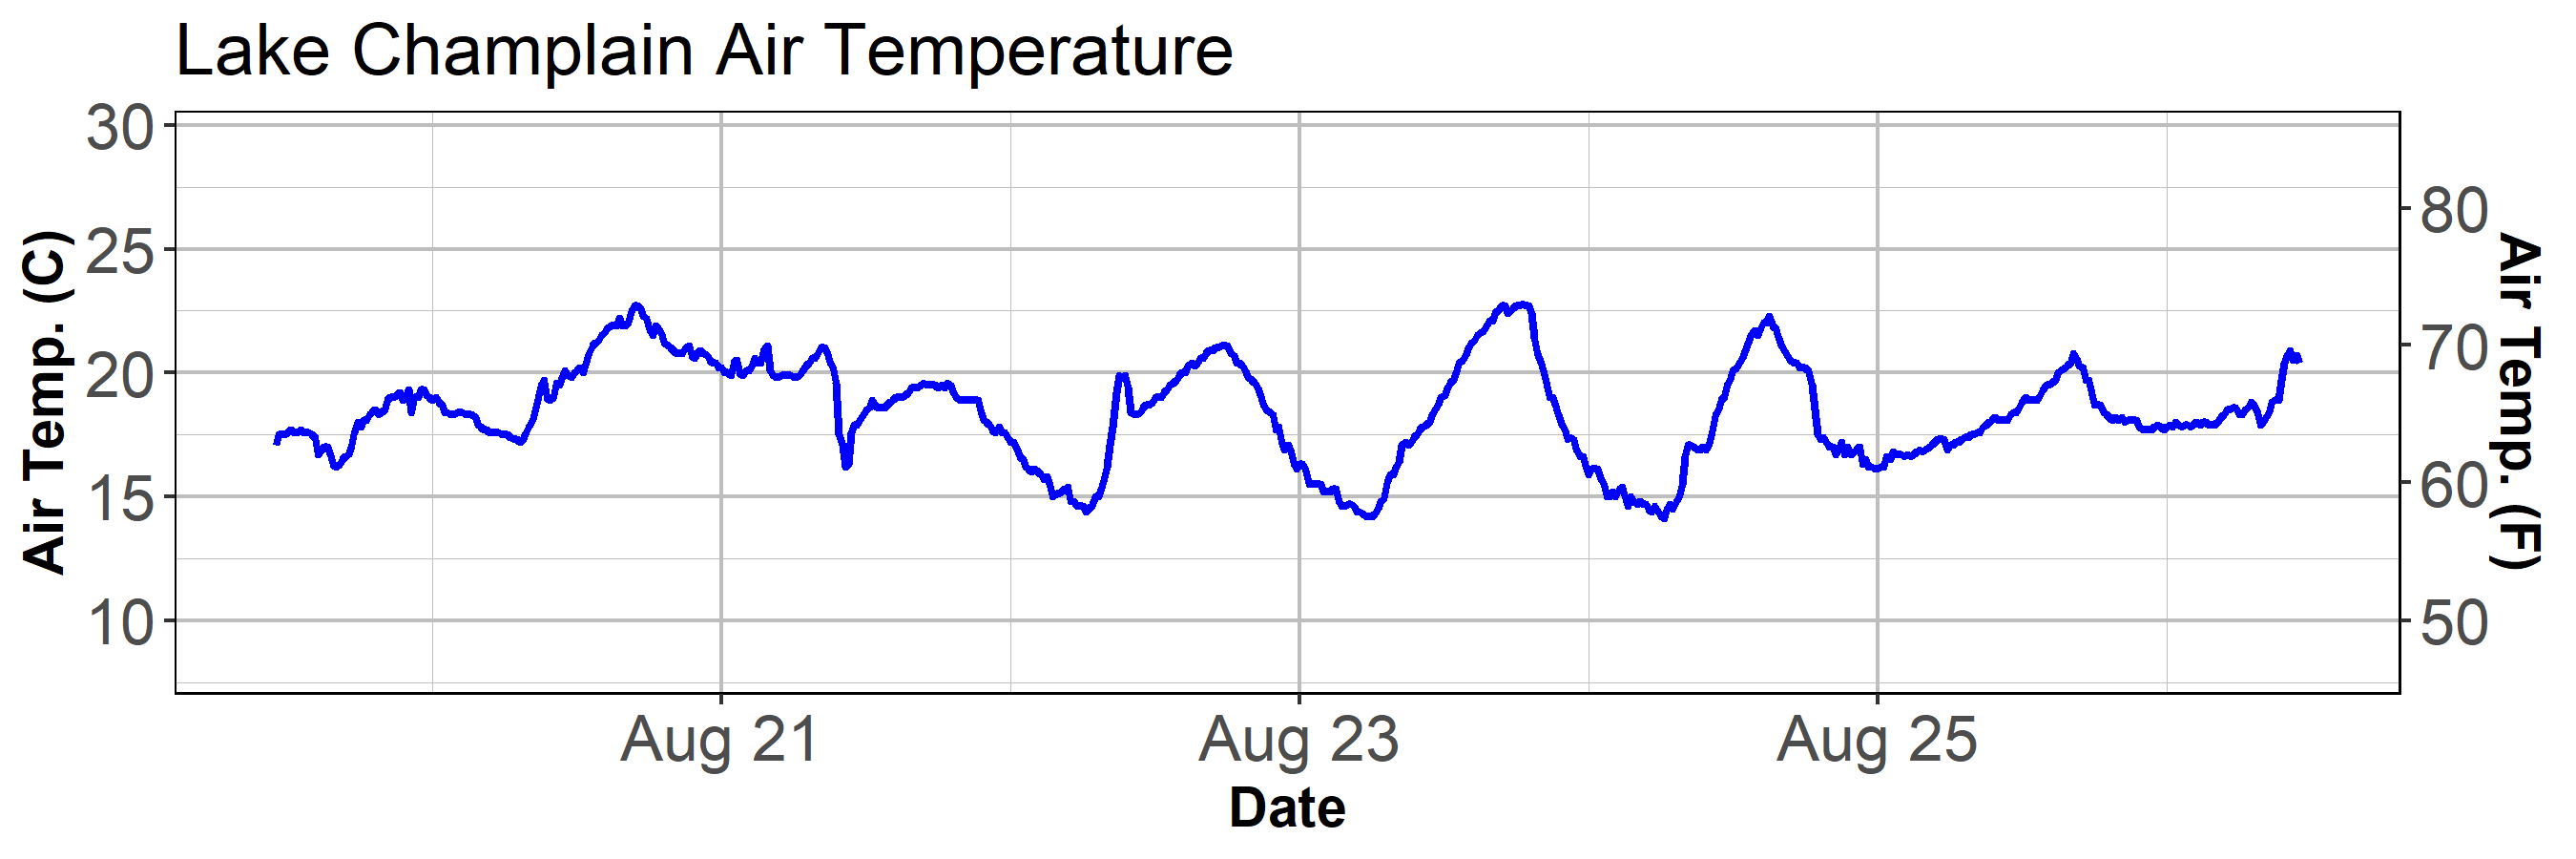 Lake Champlain Air Temperature
Air Temp. (C)
30
25
20
15
10
80
70
60
50
Air Temp. (F)
Aug 21
Aug 23
Aug 25
Date